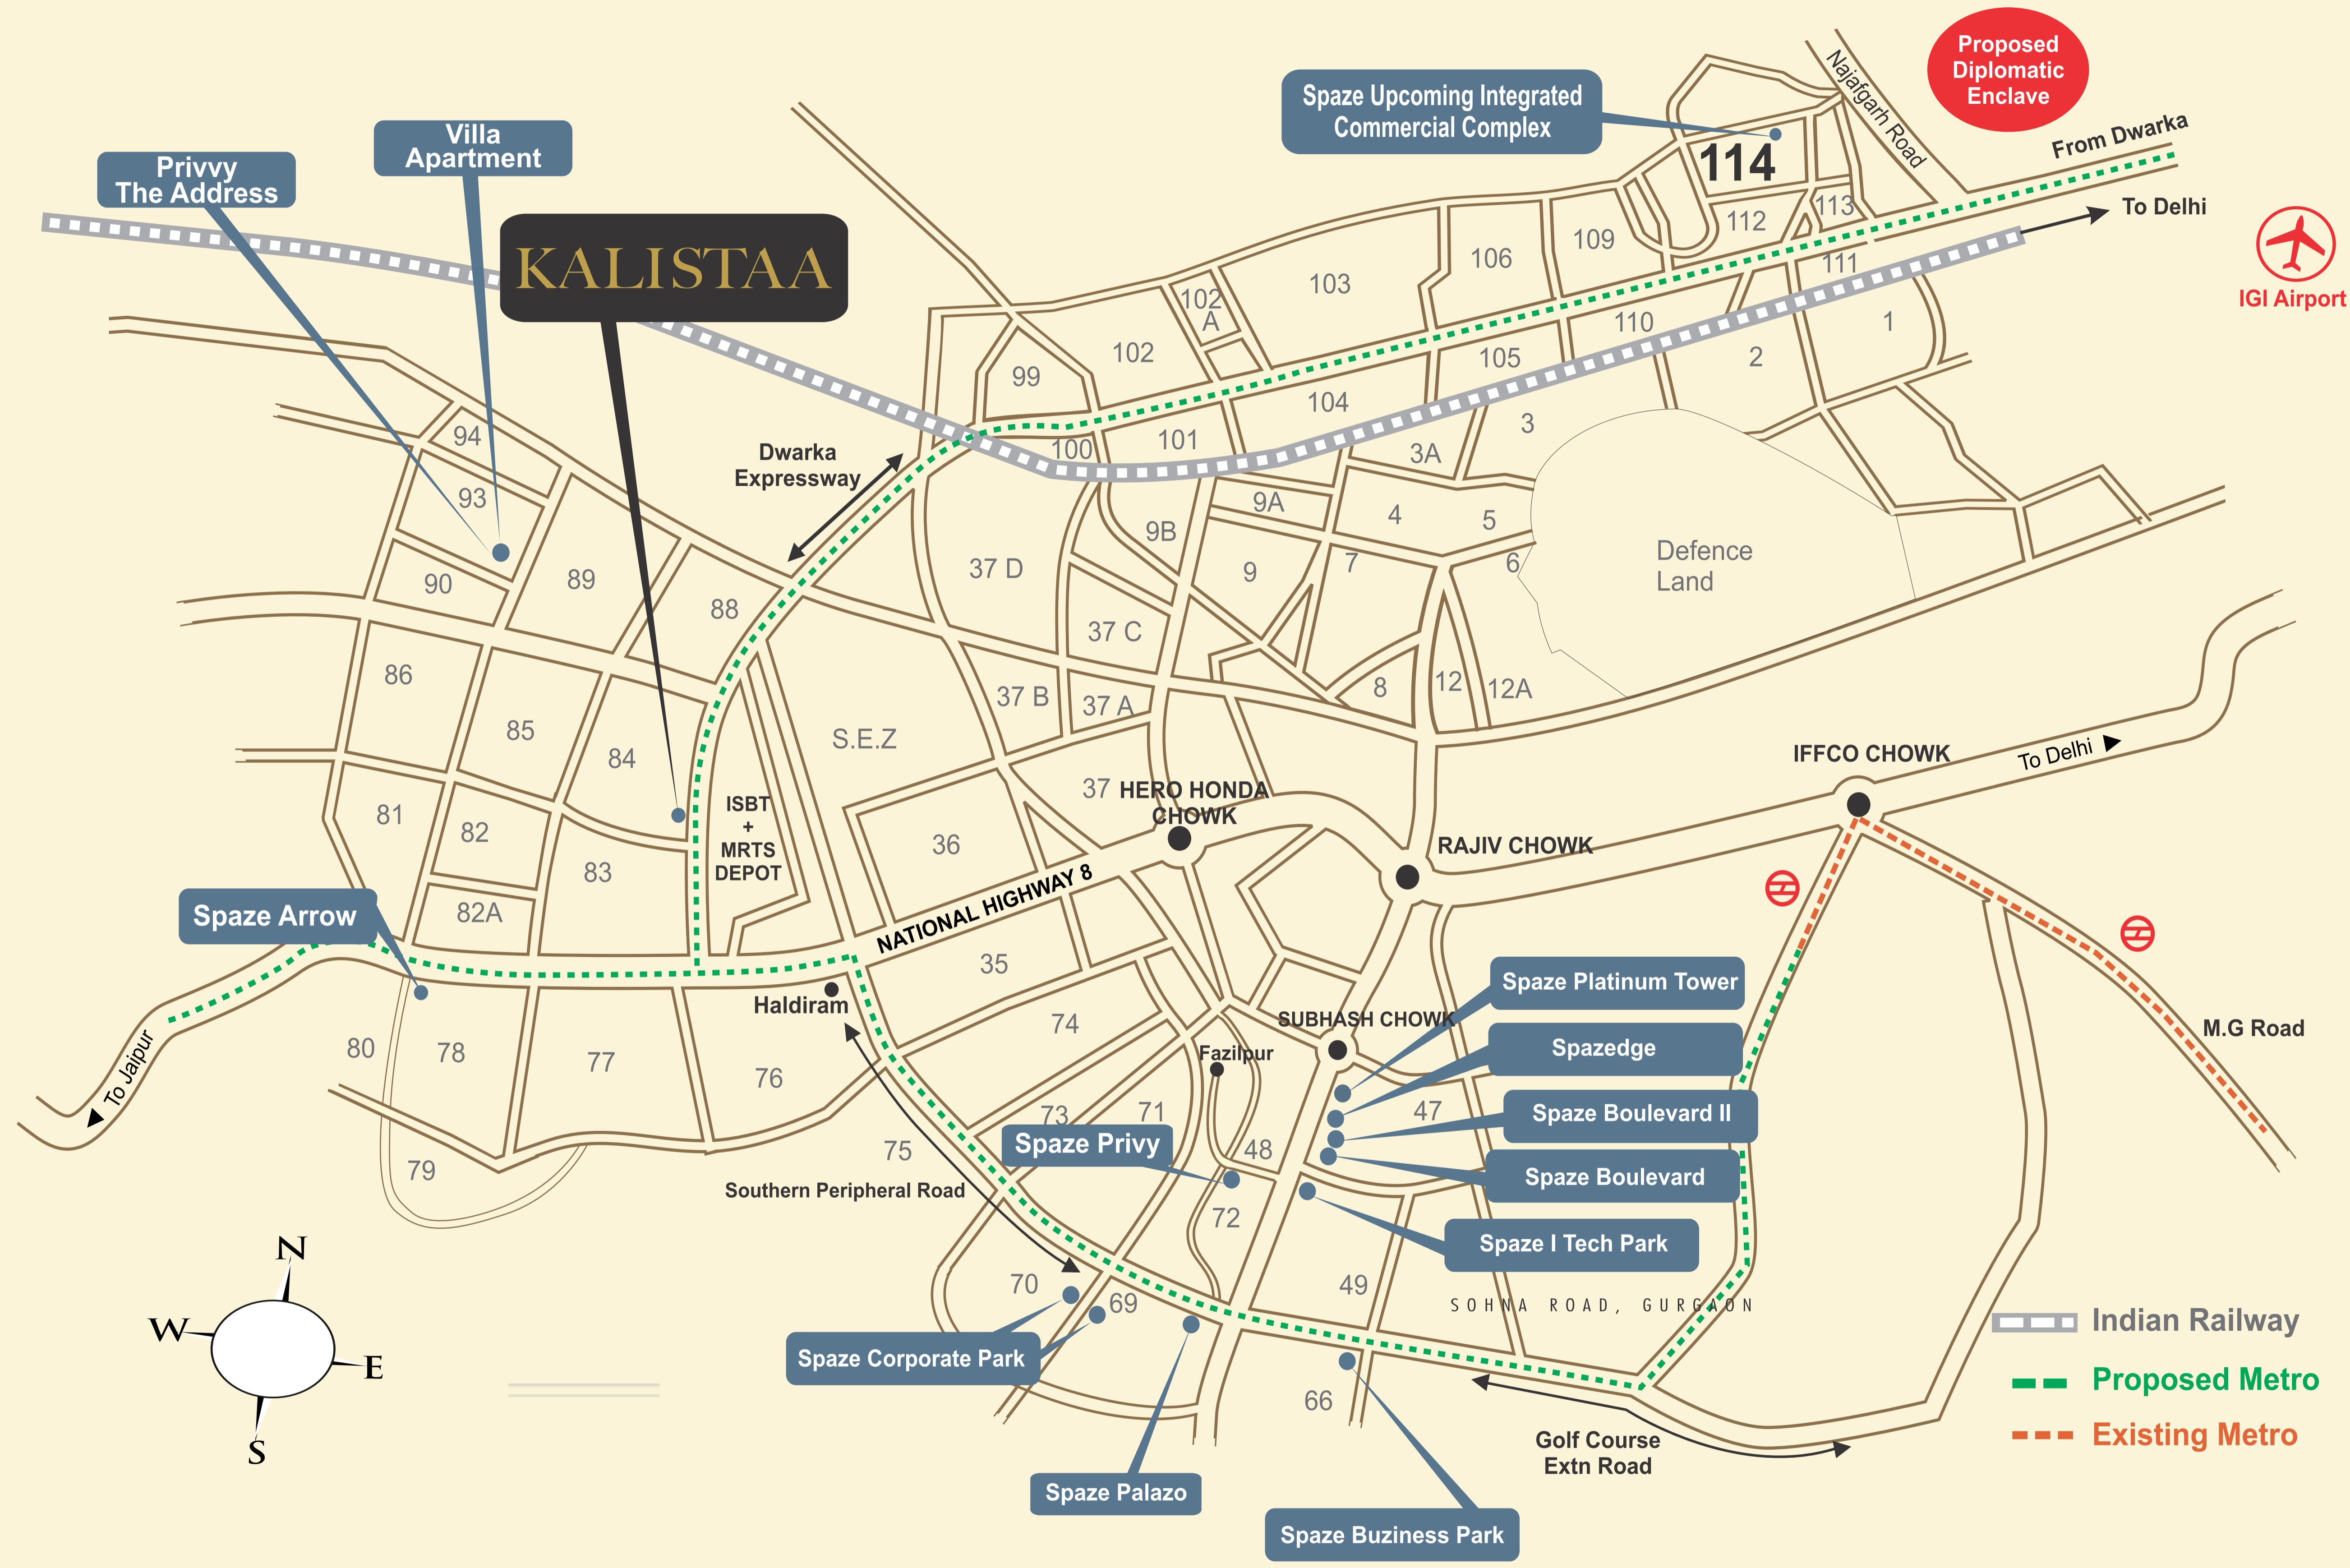 Proposed
Diplomatic
Enclave
Najafgarh Road
From Dwarka
To Delhi
IGI Airport
Spaze Upcoming Integrated
Commercial Complex
114
Villa
Apartment
Privvy
The Address
KALISTAA
113
112
111
109
106
103
102
A
102
99
110
1
2
105
104
101
100
3
3A
Dwarka
Expressway
94
93
90
89
88
9A
9B
4
5
9
7
6
Defence
Land
37 D
37 C
37 B
37 A
8
12
12A
86
85
84
S.E.Z
81
82
83
82A
ISBT
+
MRTS
DEPOT
37
HERO HONDA
CHOWK
36
RAJIV CHOWK
IFFCO CHOWK
To Delhi
NATIONAL HIGHWAY 8
Spaze Arrow
35
Haldiram
74
SUBHASH CHOWK
Fazilpur
Spaze Platinum Tower
Spazedge
Spaze Boulevard II
Spaze Boulevard
Spaze I Tech Park
M.G Road
To Jaipur
80
78
77
76
79
75
73
71
47
48
Spaze Privy
72
Southern Peripheral Road
70
69
49
SOHNA ROAD, GURGAON
Spaze Corporate Park
66
Golf Course
Extn Road
Spaze Palazo
Spaze Buziness Park
N
W
E
S
Indian Railway
Proposed Metro
Existing Metro